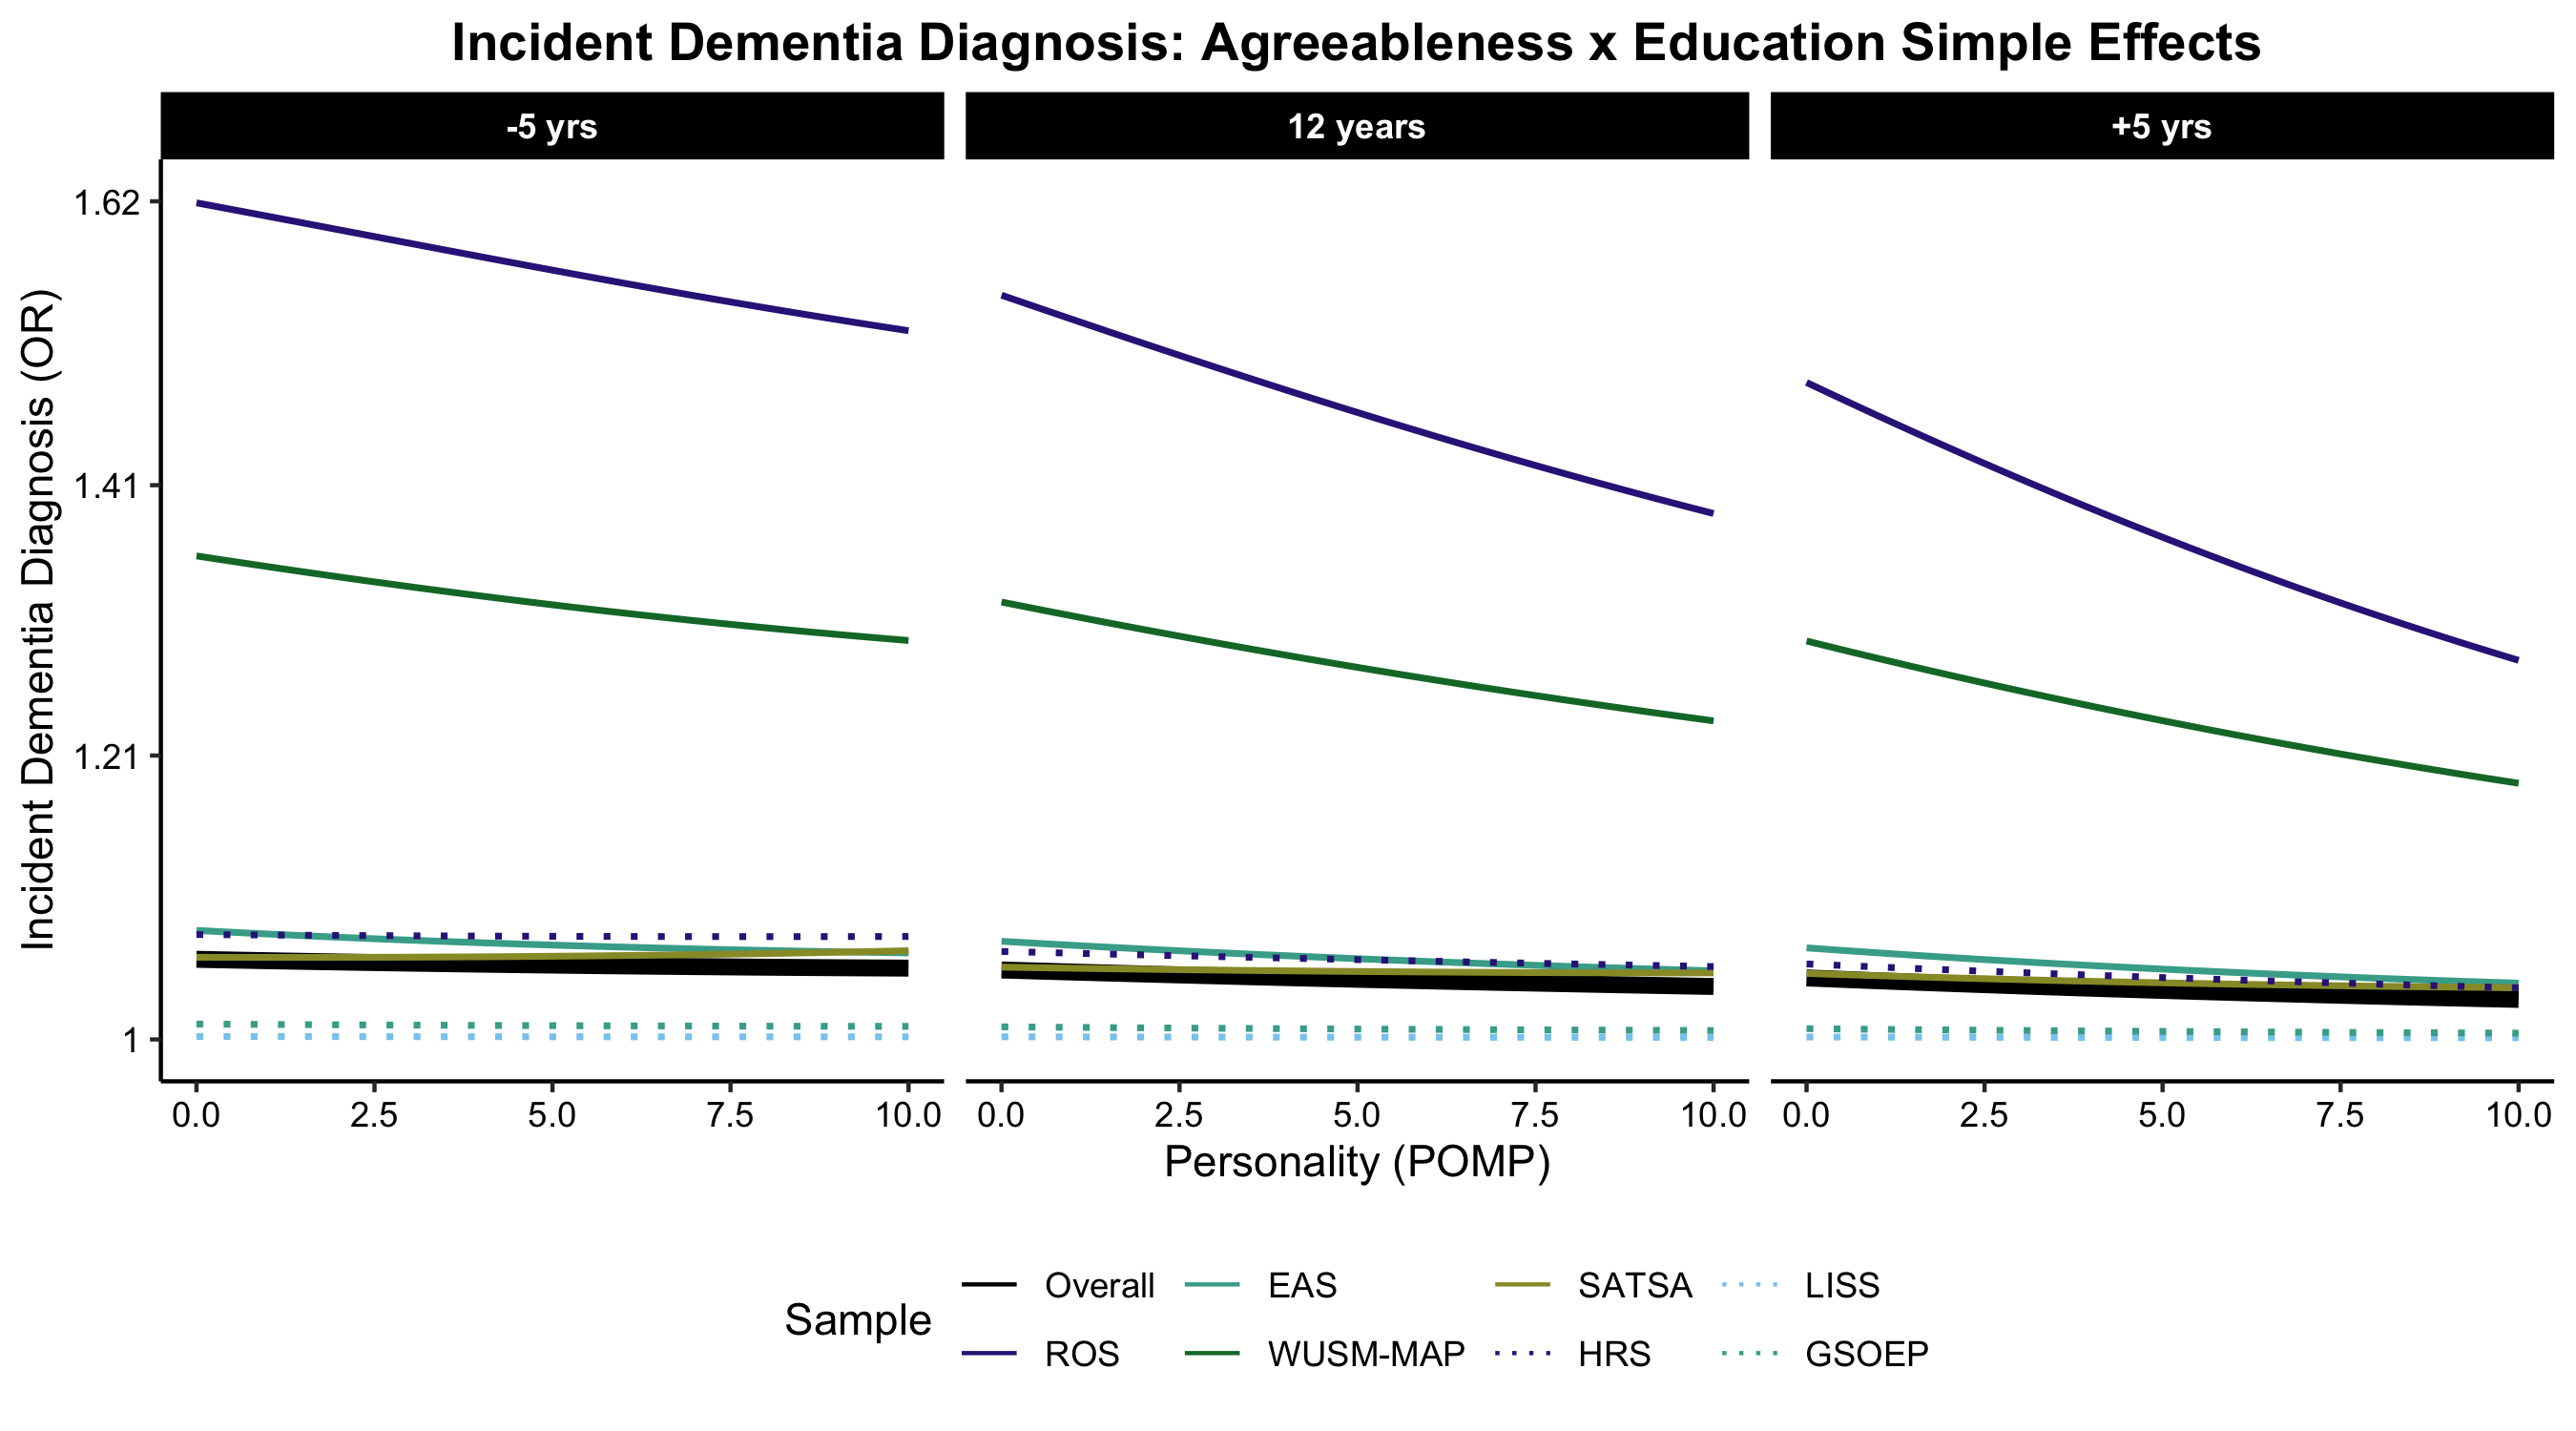 Incident Dementia Diagnosis: Agreeableness x Education Simple Effects
-5 yrs
12 years
+5 yrs
Incident Dementia Diagnosis (OR)
1.62
1.41
1.21
1
0.0 2.5 5.0 7.5 10.0
0.0 2.5 5.0 7.5 10.0
0.0 2.5 5.0 7.5 10.0
Personality (POMP)
Sample
Overall EAS SATSA LISS
ROS WUSM-MAP HRS GSOEP